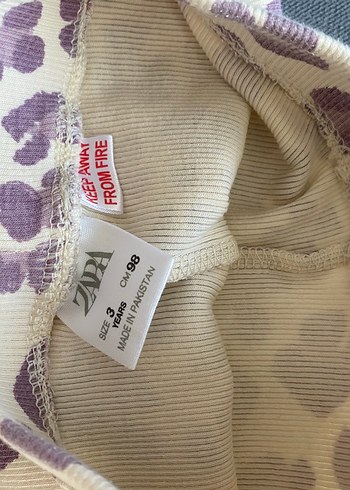 KEEP AWAY
FROM FIRE
ZARA
SIZE 3 CM 98
YEARS
MADE IN PAKISTAN